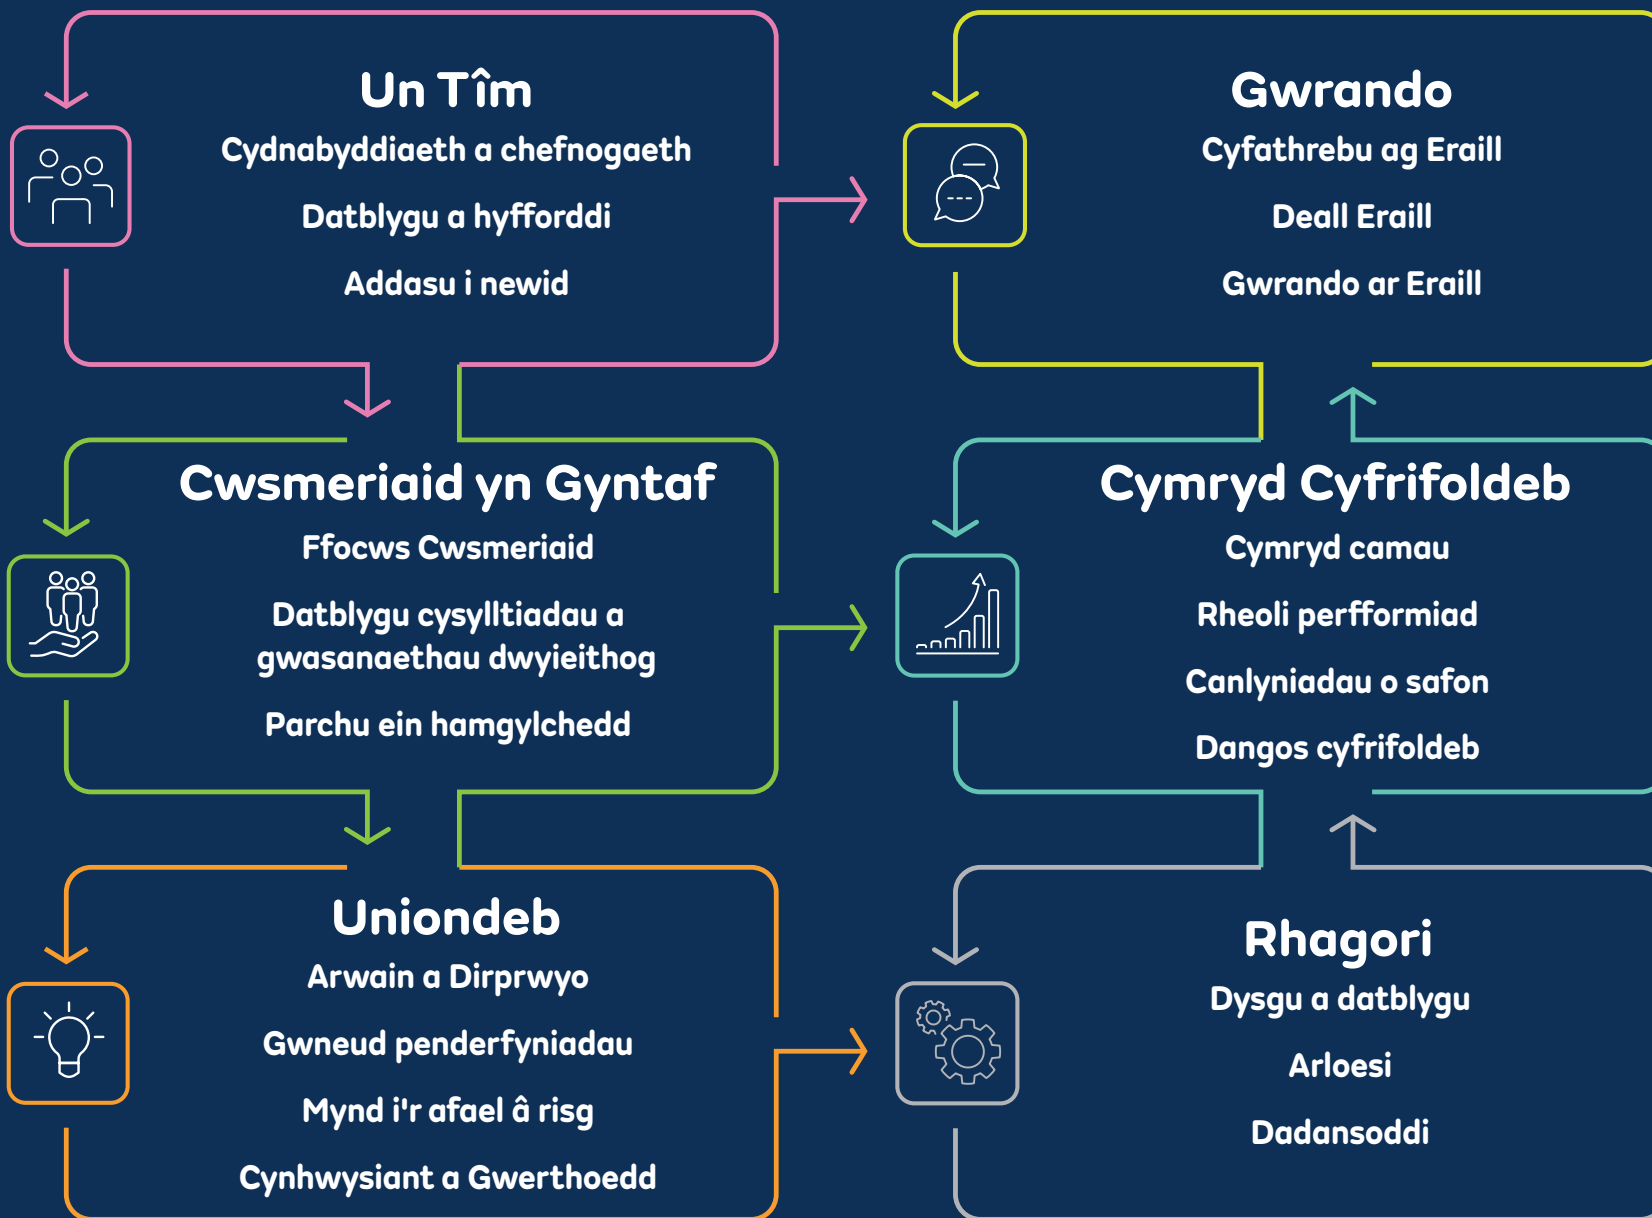 Un Tîm
Cydnabyddiaeth a chefnogaeth
Datblygu a hyfforddi
Addasu i newid
Gwrando
Cyfathrebu ag Eraill
Deall Eraill
Gwrando ar Eraill
Cwsmeriaid yn Gyntaf
Ffocws Cwsmeriaid
Datblygu cysylltiadau a
gwasanaethau dwyieithog
Parchu ein hamgylchedd
Cymryd Cyfrifoldeb
Cymryd camau
Rheoli perfformiad
Canlyniadau o safon
Dangos cyfrifoldeb
Uniondeb
Arwain a Dirprwyo
Gwneud penderfyniadau
Mynd i'r afael â risg
Cynhwysiant a Gwerthoedd
Rhagori
Dysgu a datblygu
Arloesi
Dadansoddi